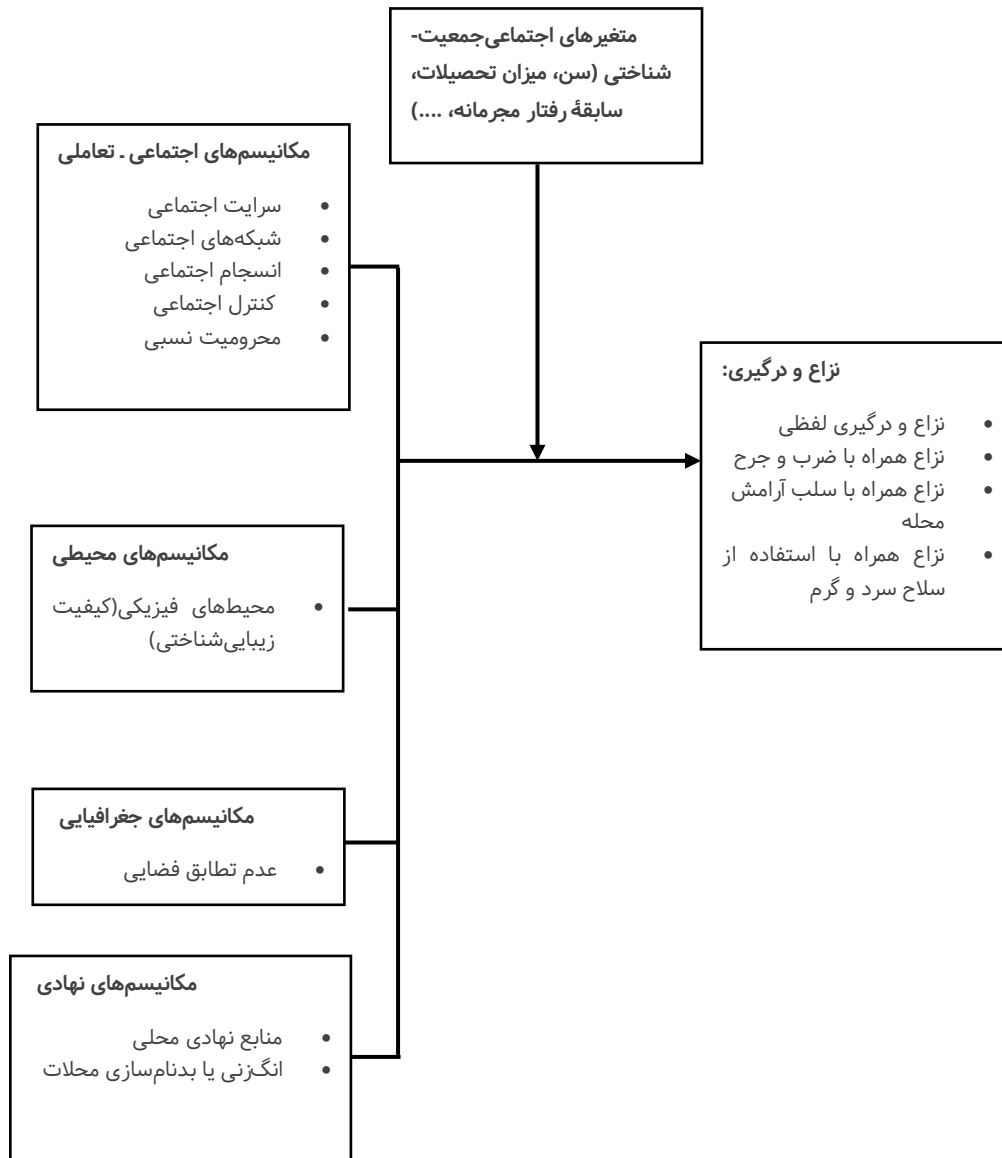 متغیرهای اجتماعی‌جمعیت-
شناختی (سن، میزان تحصیلات،
سابقهٔ رفتار مجرمانه، ....)
مکانیسم‌های اجتماعی ـ تعاملی
• سرایت اجتماعی
• شبکه‌های اجتماعی
• انسجام اجتماعی
• کنترل اجتماعی
• محرومیت نسبی
نزاع و درگیری:
• نزاع و درگیری لفظی
• نزاع همراه با ضرب و جرح
• نزاع همراه با سلب آرامش
محله
• نزاع همراه با استفاده از
سلاح سرد و گرم
مکانیسم‌های محیطی
• محیط‌های فیزیکی(کیفیت
زیبایی‌شناختی)
مکانیسم‌های جغرافیایی
• عدم تطابق فضایی
مکانیسم‌های نهادی
• منابع نهادی محلی
• انگ‌زنی یا بدنام‌سازی محلات